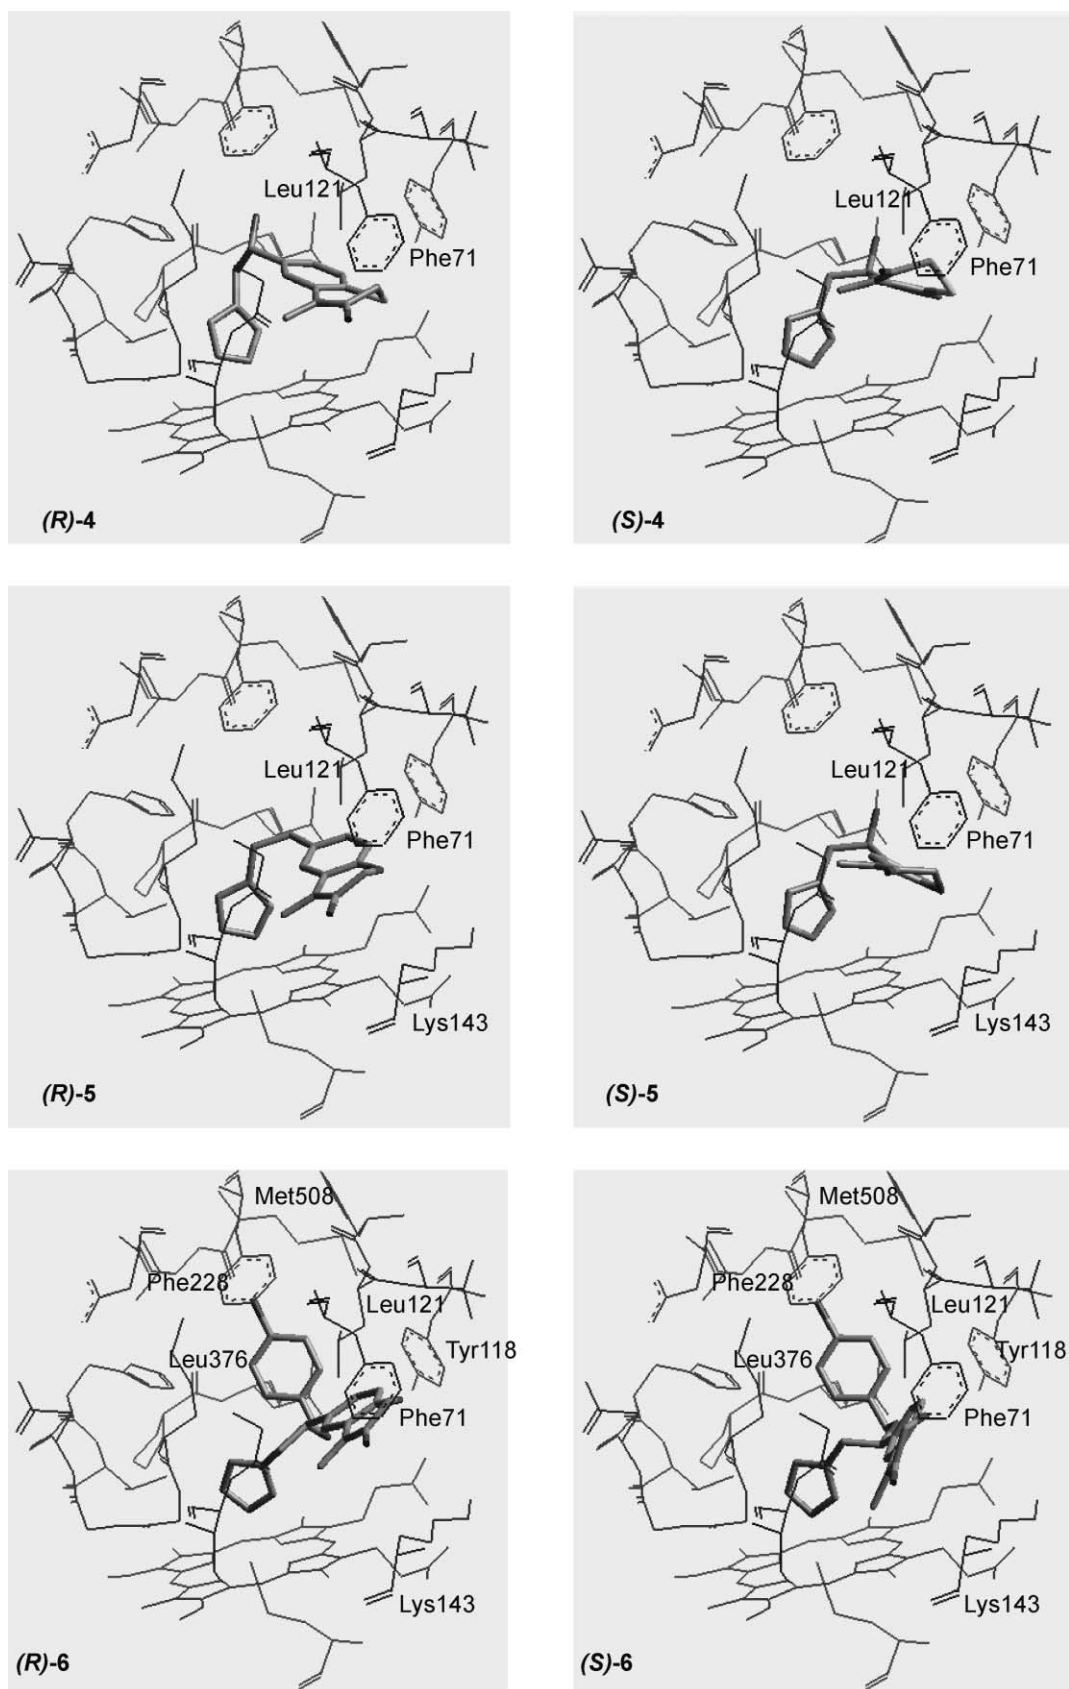 Leu121
Phe71
(R)-4
Leu121
Phe71
(S)-4
Leu121
Phe71
Lys143
(R)-5
Leu121
Phe71
Lys143
(S)-5
Met508
Phe228
Leu121
Tyr118
Leu376
Phe71
Lys143
(R)-6
Met508
Phe228
Leu121
Tyr118
Leu376
Phe71
Lys143
(S)-6